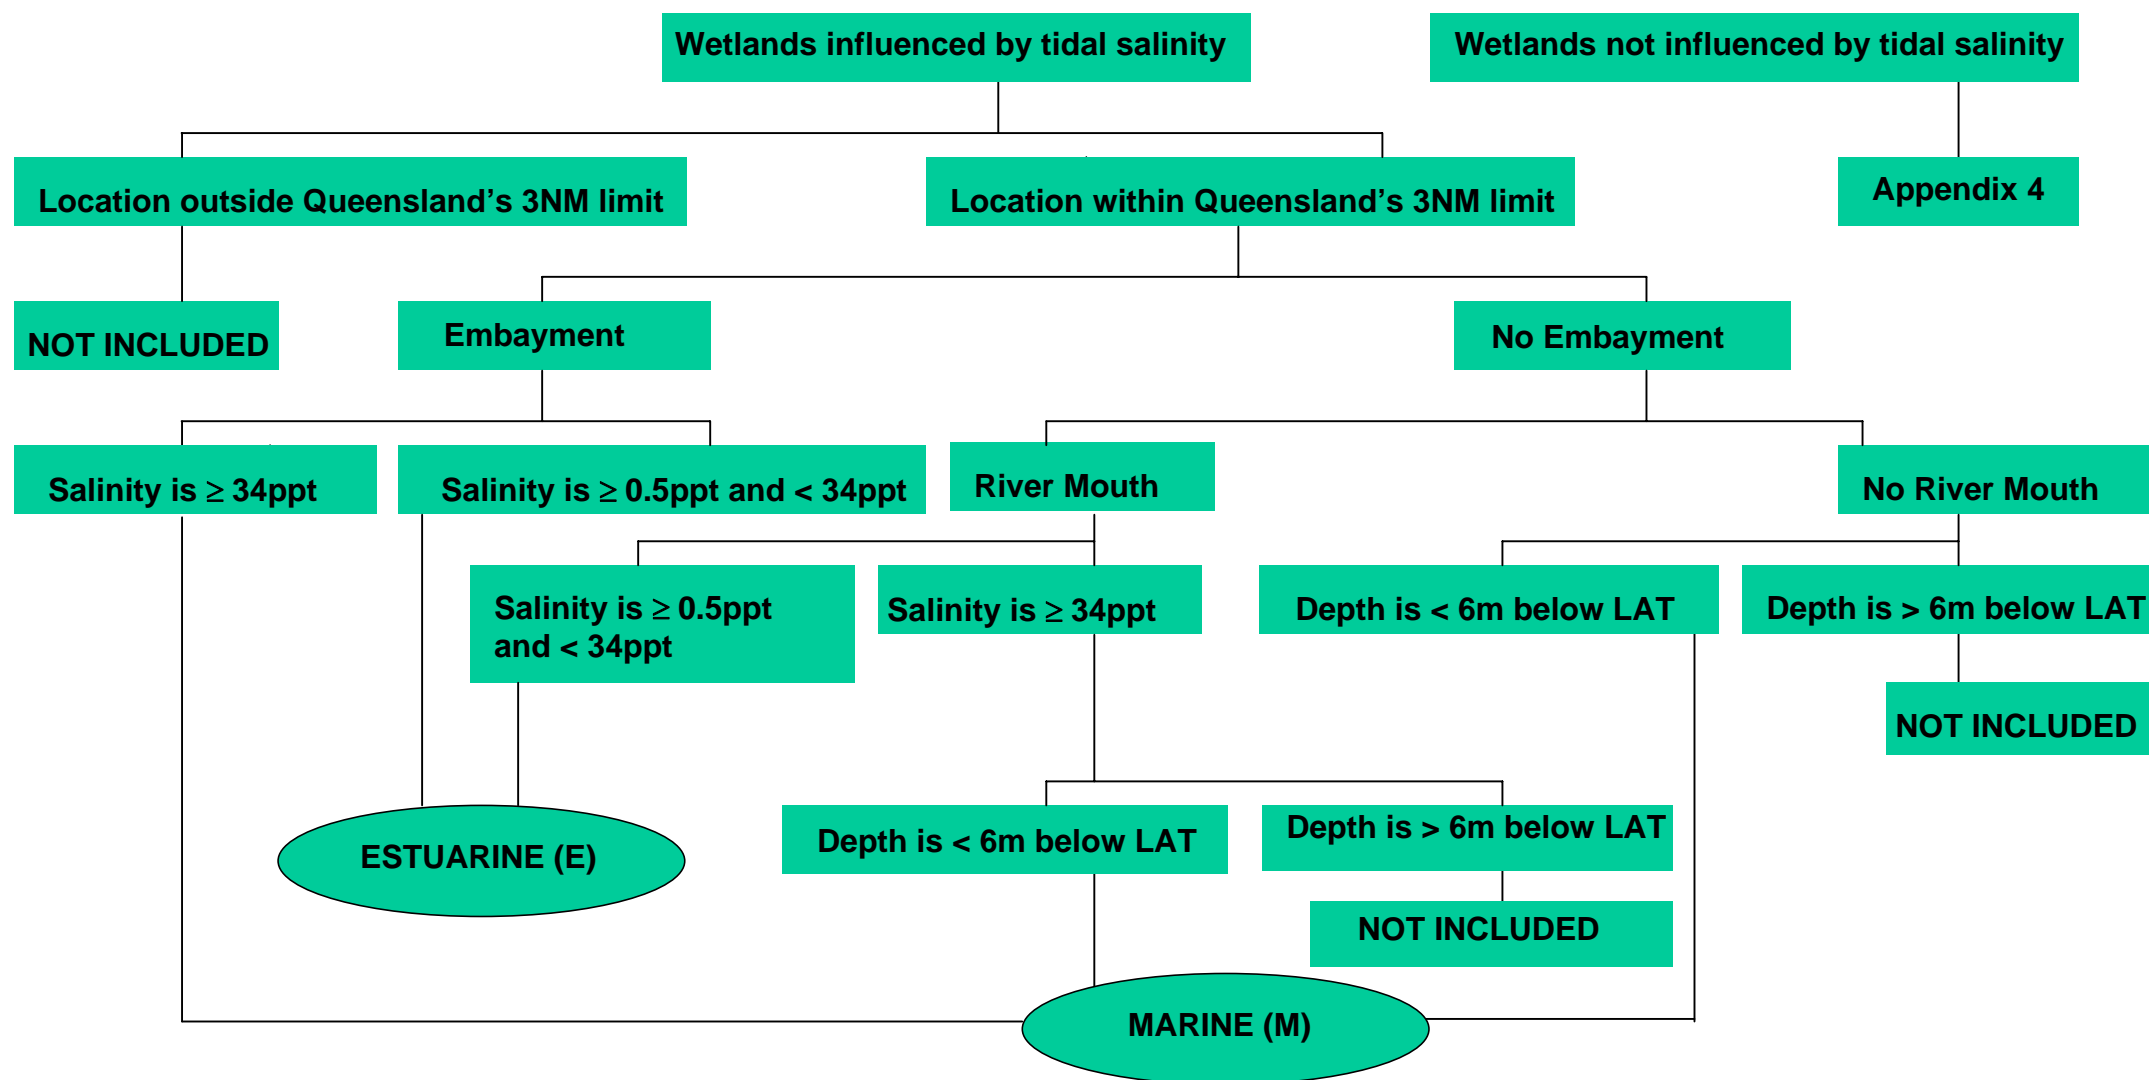 Wetlands influenced by tidal salinity
Wetlands not influenced by tidal salinity
Location outside Queensland’s 3NM limit
Location within Queensland’s 3NM limit
Appendix 4
NOT INCLUDED
Embayment
No Embayment
Salinity is ≥ 34ppt
Salinity is ≥ 0.5ppt and < 34ppt
River Mouth
No River Mouth
Salinity is ≥ 0.5ppt
and < 34ppt
Salinity is ≥ 34ppt
Depth is < 6m below LAT
Depth is > 6m below LAT
NOT INCLUDED
ESTUARINE (E)
Depth is < 6m below LAT
Depth is > 6m below LAT
NOT INCLUDED
MARINE (M)